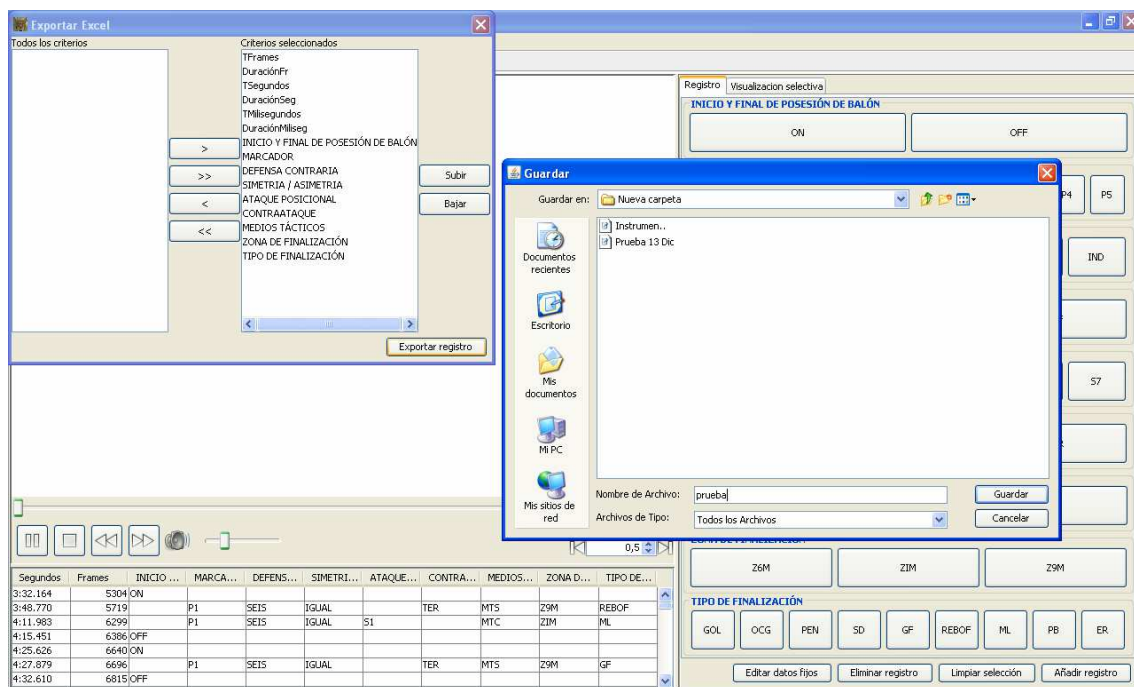 Exportar Excel
Todos los criterios
Criterios seleccionados
TFrames
DuraciónFr
TSegundos
DuraciónSeg
TMilisegundos
DuraciónMiliseg
INICIO Y FINAL DE POSESIÓN DE BALÓN
MARCADOR
DEFENSA CONTRARIA
SIMETRIA / ASIMETRIA
ATAQUE POSICIONAL
CONTRAATAQUE
MEDIOS TÁCTICOS
ZONA DE FINALIZACIÓN
TIPO DE FINALIZACIÓN
>
>>
<
<<
Subir
Bajar
Exportar registro
Registro Visualizacion selectiva
INICIO Y FINAL DE POSESIÓN DE BALÓN
ON OFF
P4 P5
IND
S7
Guardar
Guardar en: Nueva carpeta
Instrumen..
Prueba 13 Dic
Documentos recientes
Escritorio
Mis documentos
Mi PC
Mis sitios de red
Nombre de Archivo: prueba
Guardar
Archivos de Tipo: Todos los Archivos
Cancelar
0,5
Z6M ZIM Z9M
TIPO DE FINALIZACIÓN
GOL OCG PEN SD GF REBOF ML PB ER
Editar datos fijos Eliminar registro Limpiar selección Añadir registro
Segundos Frames INICIO ... MARCA... DEFENS... SIMETRI... ATAQUE... CONTRA... MEDIOS... ZONA D... TIPO DE...
3:32.164 5304 ON
3:48.770 5719 P1 SEIS IGUAL TER MTS Z9M REBOF
4:11.983 6299 P1 SEIS IGUAL S1 MTC ZIM ML
4:15.451 6386 OFF
4:25.626 6640 ON
4:27.879 6696 P1 SEIS IGUAL TER MTS Z9M GF
4:32.610 6815 OFF